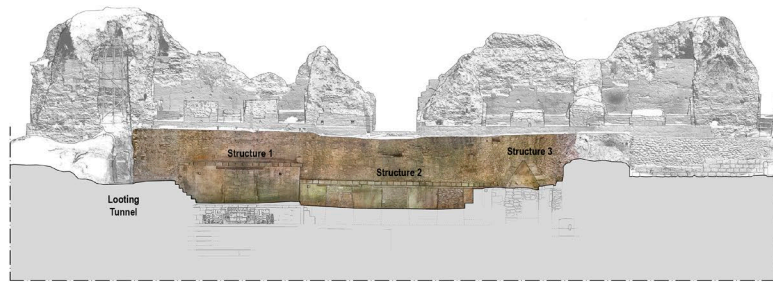 Structure 1
Structure 2
Structure 3
Looting
Tunnel